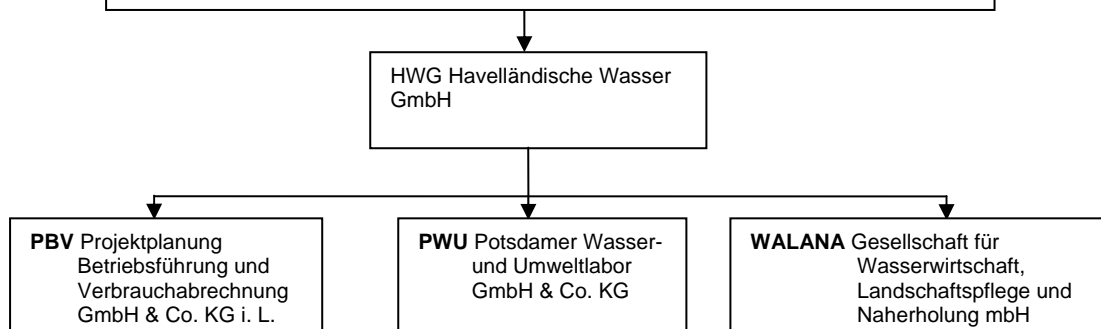 HWG Havelländische Wasser
GmbH
PBV Projektplanung
Betriebsführung und
Verbrauchabrechnung
GmbH & Co. KG i. L.
PWU Potsdamer Wasser-
und Umweltlabor
GmbH & Co. KG
WALANA Gesellschaft für
Wasserwirtschaft,
Landschaftspflege und
Naherholung mbH